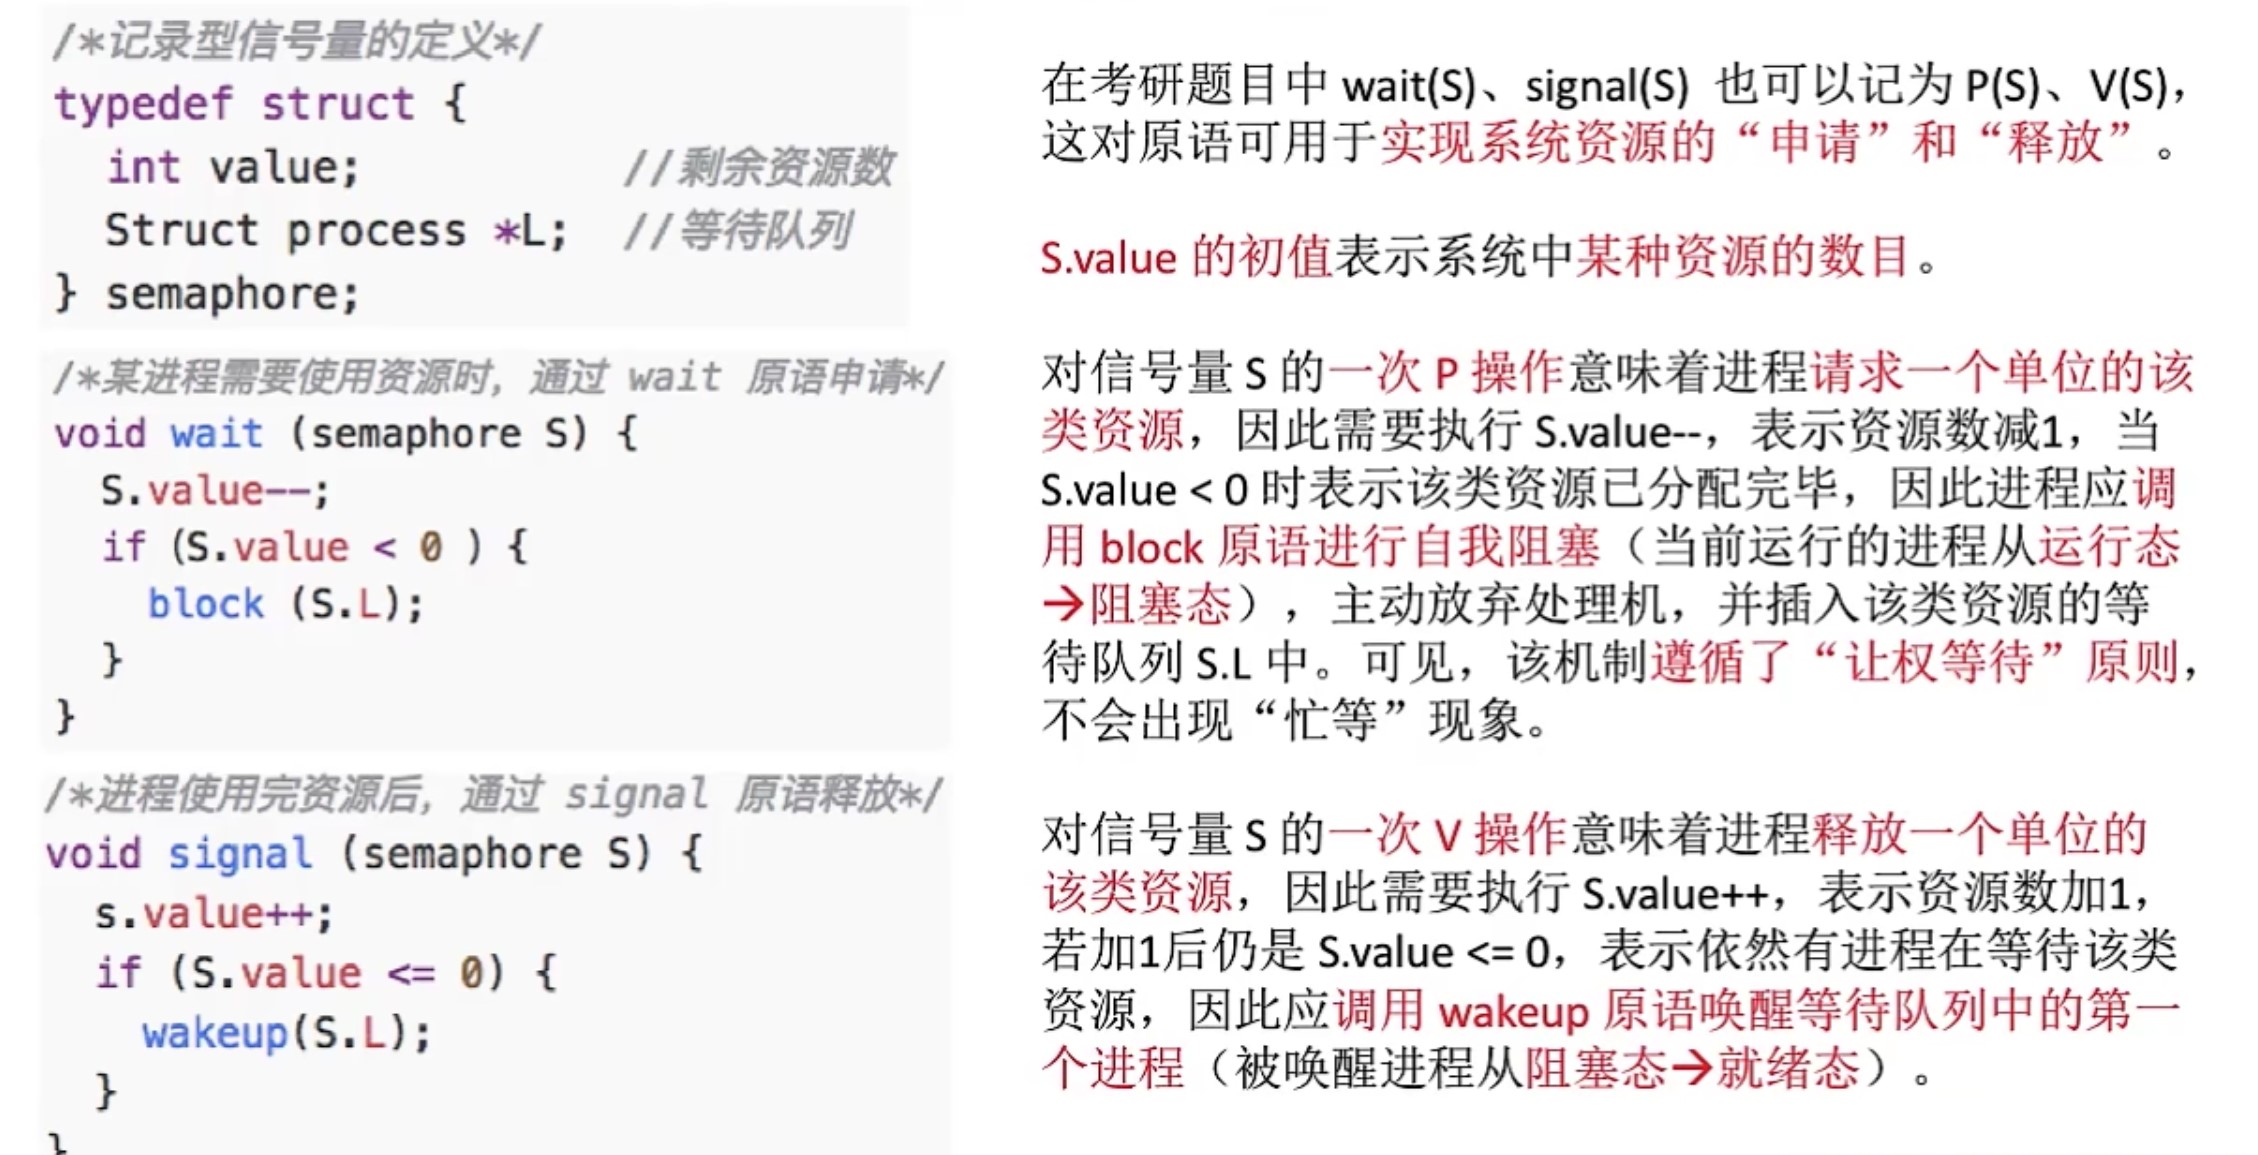 /*记录型信号量的定义*/
typedef struct {
int value; //剩余资源数
Struct process *L; //等待队列
} semaphore;
/*某进程需要使用资源时，通过 wait 原语申请*/
void wait (semaphore S) {
S.value--;
if (S.value < 0 ) {
block (S.L);
}
}
/*进程使用完资源后，通过 signal 原语释放*/
void signal (semaphore S) {
s.value++;
if (S.value <= 0) {
wakeup(S.L);
}
}
在考研题目中 wait(S)、signal(S) 也可以记为 P(S)、V(S)，
这对原语可用于实现系统资源的“申请”和“释放”。
S.value 的初值表示系统中某种资源的数目。
对信号量 S 的一次 P 操作意味着进程请求一个单位的该
类资源，因此需要执行 S.value--，表示资源数减1，当
S.value < 0 时表示该类资源已分配完毕，因此进程应调
用 block 原语进行自我阻塞（当前运行的进程从运行态
→阻塞态），主动放弃处理机，并插入该类资源的等
待队列 S.L 中。可见，该机制遵循了“让权等待”原则，
不会出现“忙等”现象。
对信号量 S 的一次 V 操作意味着进程释放一个单位的
该类资源，因此需要执行 S.value++，表示资源数加1，
若加1后仍是 S.value <= 0，表示依然有进程在等待该类
资源，因此应调用 wakeup 原语唤醒等待队列中的第一
个进程（被唤醒进程从阻塞态→就绪态）。